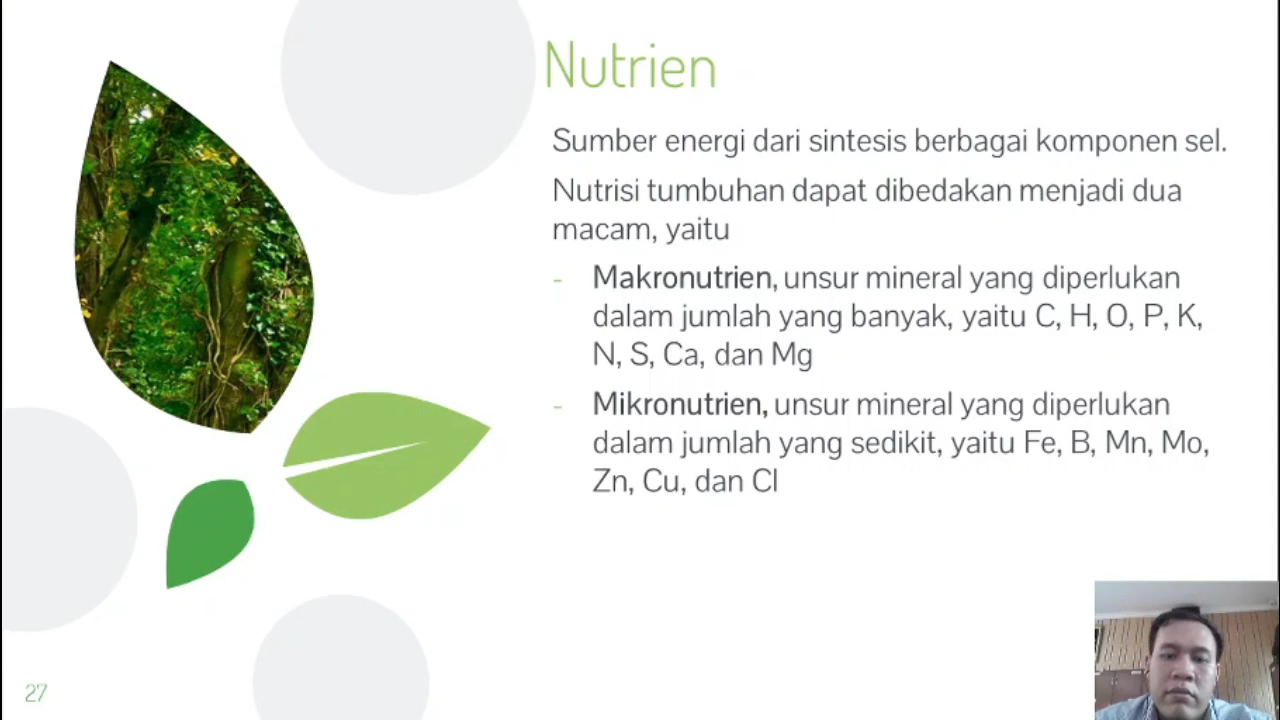 Nutrien
Sumber energi dari sintesis berbagai komponen sel.
Nutrisi tumbuhan dapat dibedakan menjadi dua
macam, yaitu
- Makronutrien, unsur mineral yang diperlukan
dalam jumlah yang banyak, yaitu C, H, O, P, K,
N, S, Ca, dan Mg
- Mikronutrien, unsur mineral yang diperlukan
dalam jumlah yang sedikit, yaitu Fe, B, Mn, Mo,
Zn, Cu, dan Cl
27